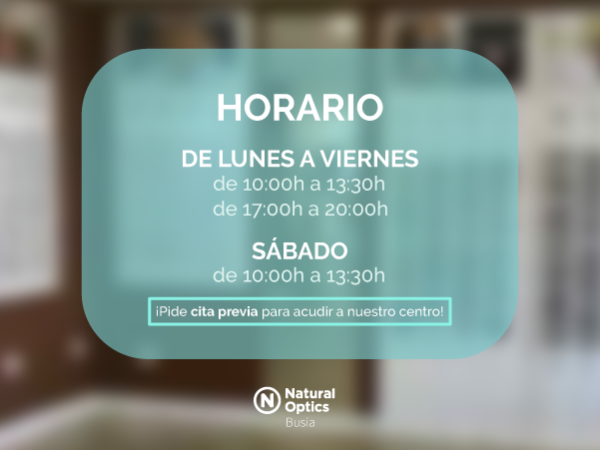 HORARIO
DE LUNES A VIERNES
de 10:00h a 13:30h
de 17:00h a 20:00h
SÁBADO
de 10:00h a 13:30h
¡Pide cita previa para acudir a nuestro centro!
N Natural
Optics
Busia